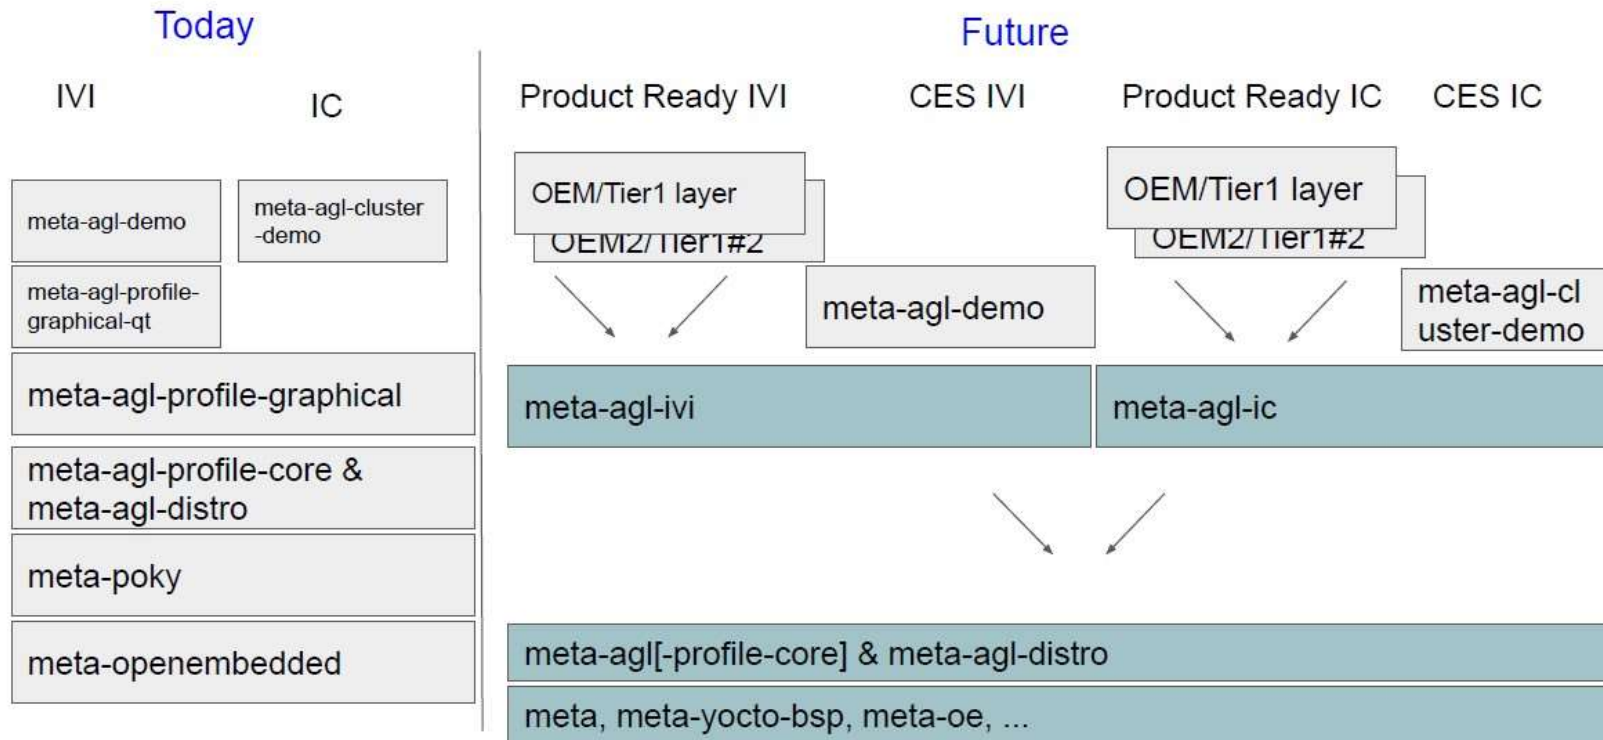 Today
IVI
IC
meta-agl-demo
meta-agl-cluster
-demo
meta-agl-profile-
graphical-qt
meta-agl-profile-graphical
meta-agl-profile-core &
meta-agl-distro
meta-poky
meta-openembedded
Future
Product Ready IVI
CES IVI
Product Ready IC
CES IC
OEM/Tier1 layer
OEM2/Tier1#2
meta-agl-demo
OEM/Tier1 layer
OEM2/Tier1#2
meta-agl-cl
uster-demo
meta-agl-ivi
meta-agl-ic
meta-agl[-profile-core] & meta-agl-distro
meta, meta-yocto-bsp, meta-oe, ...